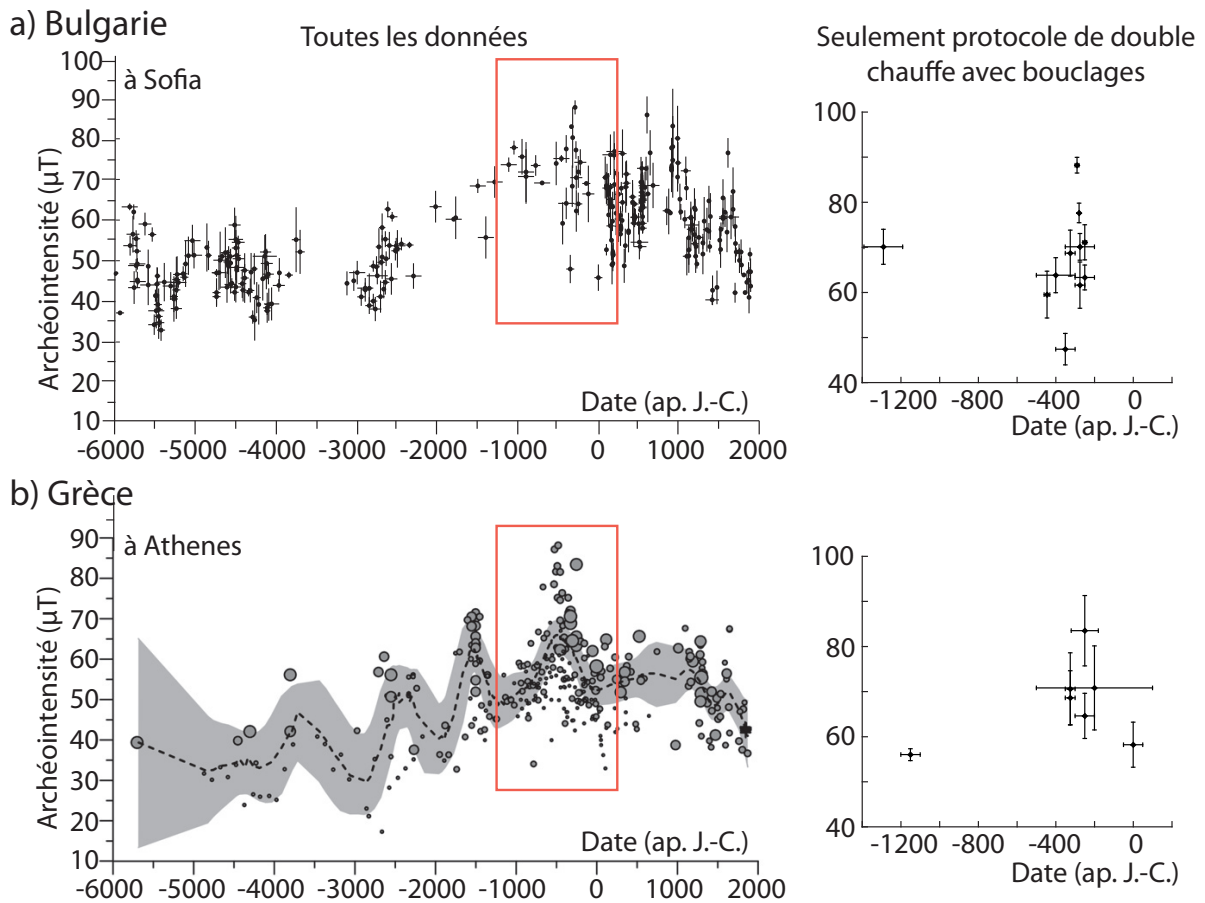 a) Bulgarie
Toutes les données
Seulement protocole de double
chauffe avec bouclages
à Sofia
Archéointensité (µT)
100
90
80
70
60
50
40
30
20
10
Date (ap. J.-C.)
-6000 -5000 -4000 -3000 -2000 -1000 0 1000 2000
100
80
60
40
-1200 -800 -400 0
Date (ap. J.-C.)
b) Grèce
à Athenes
Archéointensité (µT)
90
80
70
60
50
40
30
20
10
Date (ap. J.-C.)
-6000 -5000 -4000 -3000 -2000 -1000 0 1000 2000
100
80
60
40
-1200 -800 -400 0
Date (ap. J.-C.)